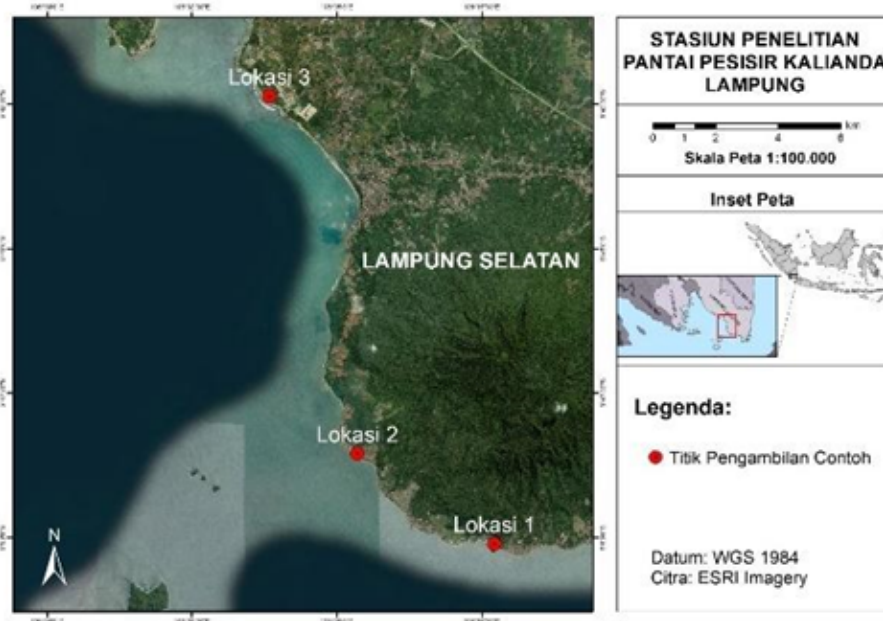 Lokasi 3
LAMPUNG SELATAN
Lokasi 2
Lokasi 1
N
STASIUN PENELITIAN
PANTAI PESISIR KALIANDA
LAMPUNG
0 1 2 4 6 km
Skala Peta 1:100.000
Inset Peta
Legenda:
Titik Pengambilan Contoh
Datum: WGS 1984
Citra: ESRI Imagery